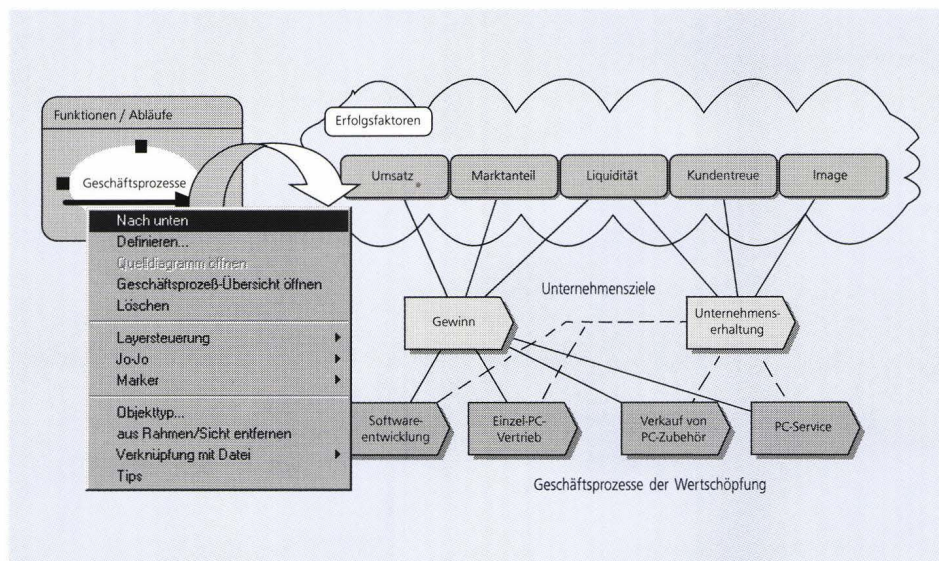 Funktionen / Abläufe
Geschäftsprozesse
Erfolgsfaktoren
Umsatz
Marktanteil
Liquidität
Kundentreue
Image
Nach unten
Definieren...
Quelldiagramm öffnen
Geschäftsprozeß-Übersicht öffnen
Löschen
Layersteuerung
Jo-Jo
Marker
Objekttyp...
aus Rahmen/Sicht entfernen
Verknüpfung mit Datei
Tips
Unternehmensziele
Gewinn
Unternehmens-
erhaltung
Software-
entwicklung
Einzel-PC-
Vertrieb
Verkauf von
PC-Zubehör
PC-Service
Geschäftsprozesse der Wertschöpfung